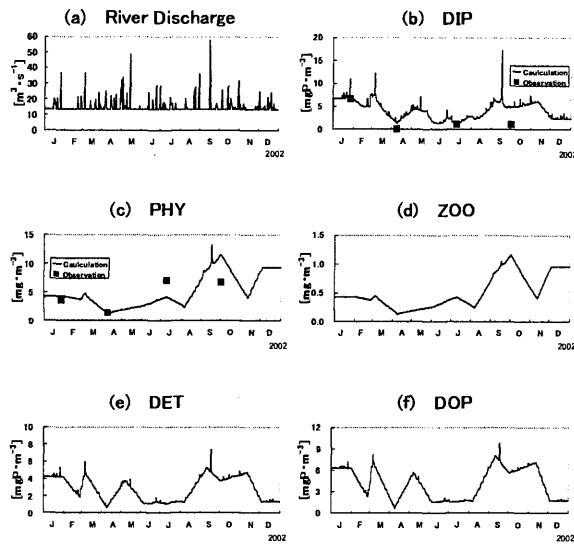 (a) River Discharge
[m³・s⁻¹]
60
50
40
30
20
10
0
J F M A M J J A S O N D
2002
(b) DIP
[mgP・m⁻³]
20
15
10
5
0
Caulculation
Observation
J F M A M J J A S O N D
2002
(c) PHY
[mg・m⁻³]
15
10
5
0
Caulculation
Observation
J F M A M J J A S O N D
2002
(d) ZOO
[mg・m⁻³]
1.5
1.0
0.5
0.0
J F M A M J J A S O N D
2002
(e) DET
[mgP・m⁻³]
10
8
6
4
2
0
J F M A M J J A S O N D
2002
(f) DOP
[mgP・m⁻³]
12
9
6
3
0
J F M A M J J A S O N D
2002